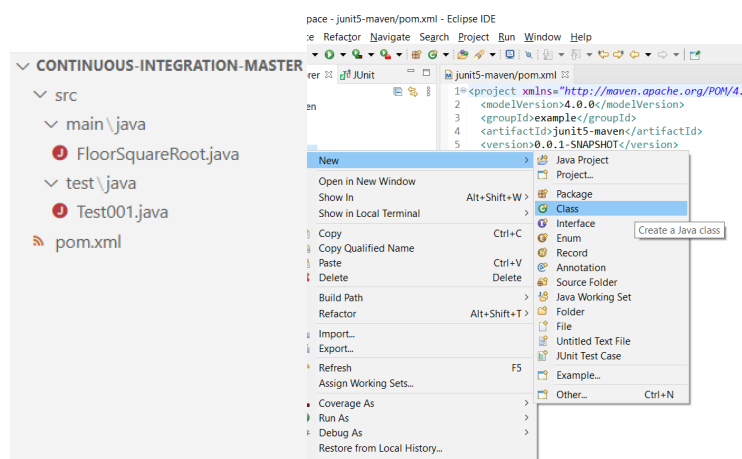 CONTINUOUS-INTEGRATION-MASTER
src
main\java
FloorSquareRoot.java
test\java
Test001.java
pom.xml
pace - junit5-maven/pom.xml - Eclipse IDE
ce Refactor Navigate Search Project Run Window Help
rer JUnit
en
junit5-maven/pom.xml
1 <project xmlns="http://maven.apache.org/POM/4.
2 <modelVersion>4.0.0</modelVersion>
3 <groupId>example</groupId>
4 <artifactId>junit5-maven</artifactId>
5 <version>0.0.1-SNAPSHOT</version>
New
Open in New Window
Show In Alt+Shift+W
Show in Local Terminal
Copy Ctrl+C
Copy Qualified Name
Paste Ctrl+V
Delete Delete
Build Path
Refactor Alt+Shift+T
Import...
Export...
Refresh F5
Assign Working Sets...
Coverage As
Run As
Debug As
Restore from Local History...
Java Project
Project...
Package
Class
Interface
Enum
Record
Annotation
Source Folder
Java Working Set
Folder
File
Untitled Text File
JUnit Test Case
Example...
Other... Ctrl+N
Create a Java class